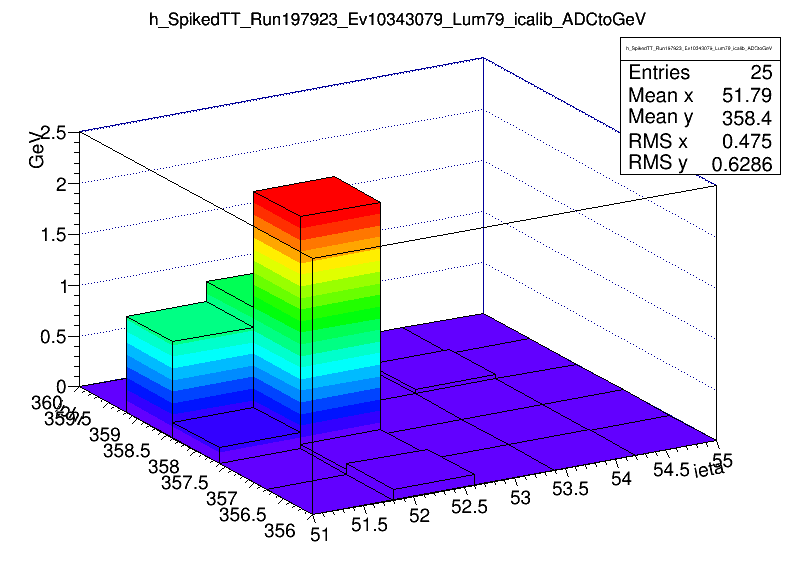 h_SpikedTT_Run197923_Ev10343079_Lum79_icalib_ADCtoGeV
h_SpikedTT_Run197923_Ev10343079_Lum79_icalib_ADCtoGeV
Entries 25
Mean x 51.79
Mean y 358.4
RMS x 0.475
RMS y 0.6286
GeV
2.5
2
1.5
1
0.5
0
360
359.5
359
358.5
358
357.5
357
356.5
356
51
51.5
52
52.5
53
53.5
54
54.5
55
ieta